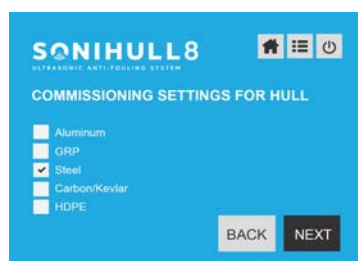 SONIHULL8
ULTRASONIC ANTI-FOULING SYSTEM
COMMISSIONING SETTINGS FOR HULL
Aluminum
GRP
Steel
Carbon/Kevlar
HDPE
BACK NEXT